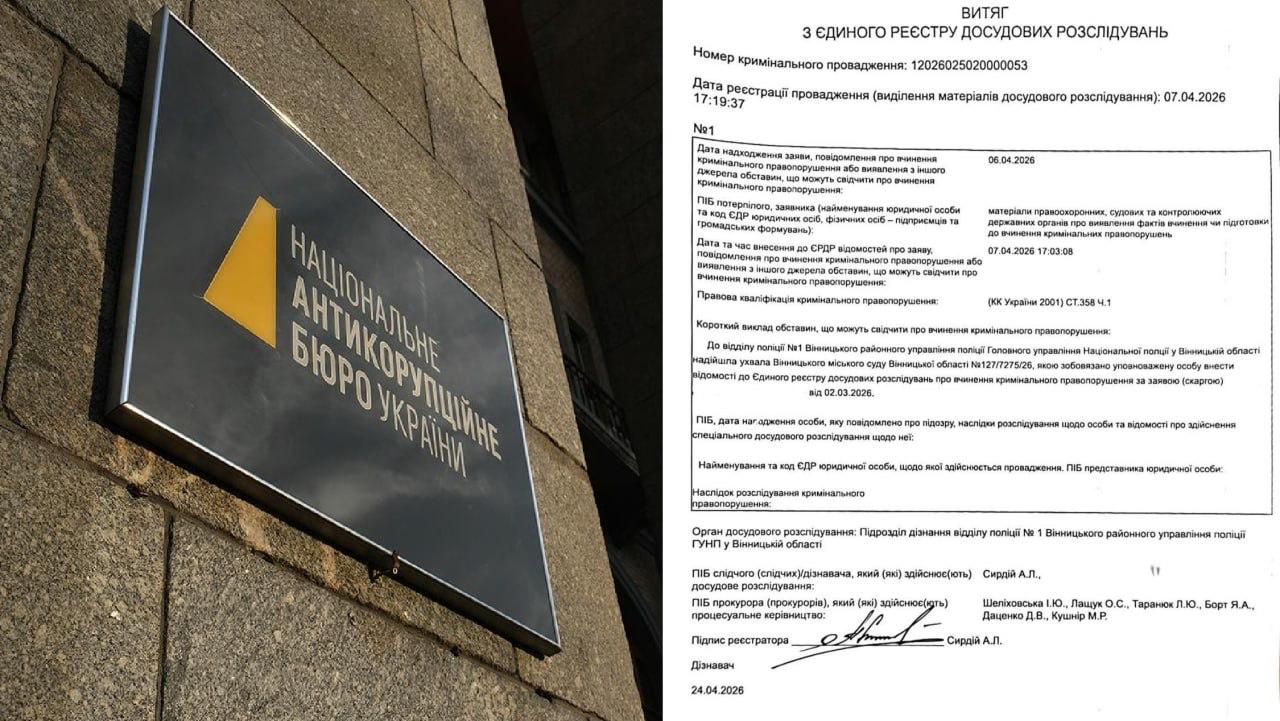 НАЦІОНАЛЬНЕ
АНТИКОРУПЦІЙНЕ
БЮРО УКРАЇНИ
ВИТЯГ
З ЄДИНОГО РЕЄСТРУ ДОСУДОВИХ РОЗСЛІДУВАНЬ
Номер кримінального провадження: 12026025020000053
Дата реєстрації провадження (виділення матеріалів досудового розслідування): 07.04.2026
17:19:37
№1
Дата надходження заяви, повідомлення про вчинення
кримінального правопорушення або виявлення з іншого
джерела обставин, що можуть свідчити про вчинення
кримінального правопорушення:
06.04.2026
ПІБ потерпілого, заявника (найменування юридичної особи
та код ЄДР юридичних осіб, фізичних осіб – підприємців та
громадських формувань):
матеріали правоохоронних, судових та контролюючих
державних органів про виявлення фактів вчинення чи підготовки
до вчинення кримінальних правопорушень
Дата та час внесення до ЄРДР відомостей про заяву,
повідомлення про вчинення кримінального правопорушення або
виявлення з іншого джерела обставин, що можуть свідчити про
вчинення кримінального правопорушення:
07.04.2026 17:03:08
Правова кваліфікація кримінального правопорушення:
(КК України 2001) СТ.358 Ч.1
Короткий виклад обставин, що можуть свідчити про вчинення кримінального правопорушення:
До відділу поліції №1 Вінницького районного управління поліції Головного управління Національної поліції у Вінницькій області
надійшла ухвала Вінницького міського суду Вінницької області №127/7275/26, якою зобовязано уповноважену особу внести
відомості до Єдиного реєстру досудових розслідувань про вчинення кримінального правопорушення за заявою (скаргою)
від 02.03.2026.
ПІБ, дата народження особи, яку повідомлено про підозру, наслідки розслідування щодо особи та відомості про здійснення
спеціального досудового розслідування щодо неї:
Найменування та код ЄДР юридичної особи, щодо якої здійснюється провадження. ПІБ представника юридичної особи:
Наслідок розслідування кримінального
правопорушення:
Орган досудового розслідування: Підрозділ дізнання відділу поліції № 1 Вінницького районного управління поліції
ГУНП у Вінницькій області
ПІБ слідчого (слідчих)/дізнавача, який (які) здійснює(ють)
досудове розслідування:
Сирдій А.Л.,
ПІБ прокурора (прокурорів), який (які) здійснює(ють)
процесуальне керівництво:
Шеліховська І.Ю., Лащук О.С., Таранюк Л.Ю., Борт Я.А.,
Даценко Д.В., Кушнір М.Р.
Підпис реєстратора Сирдій А.Л.
Дізнавач
24.04.2026